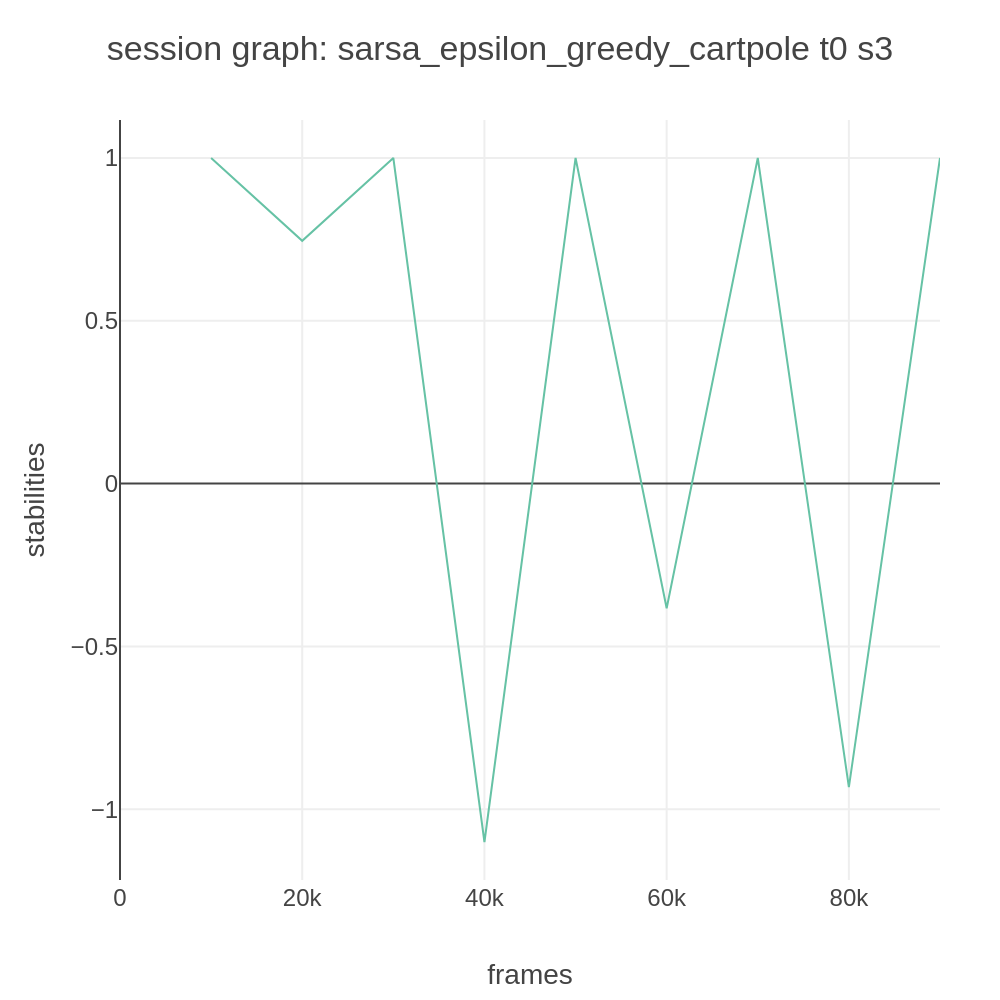 session graph: sarsa_epsilon_greedy_cartpole t0 s3
1
0.5
0
−0.5
−1
stabilities
0
20k
40k
60k
80k
frames